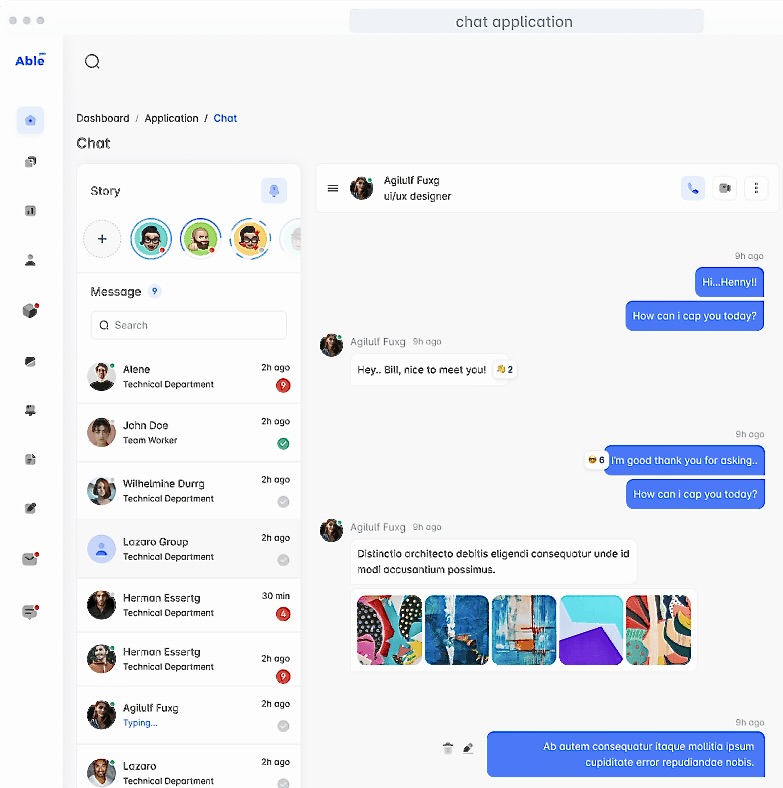 chat application
Able
Dashboard / Application / Chat
Chat
Story
Message 9
Search
Alene
Technical Department
2h ago
9
John Doe
Team Worker
2h ago
Wilhelmine Durrg
Technical Department
2h ago
Lazaro Group
Technical Department
2h ago
Herman Essertg
Technical Department
30 min
4
Herman Essertg
Technical Department
2h ago
9
Agilulf Fuxg
Typing...
2h ago
Lazaro
Technical Department
2h ago
Agilulf Fuxg
ui/ux designer
9h ago
Hi...Henny!!
How can i cap you today?
Agilulf Fuxg 9h ago
Hey.. Bill, nice to meet you!
2
9h ago
6
I'm good thank you for asking..
How can i cap you today?
Agilulf Fuxg 9h ago
Distinctio architecto debitis eligendi consequatur unde id
modi accusantium possimus.
9h ago
Ab autem consequatur itaque mollitia ipsum
cupiditate error repudiandae nobis.